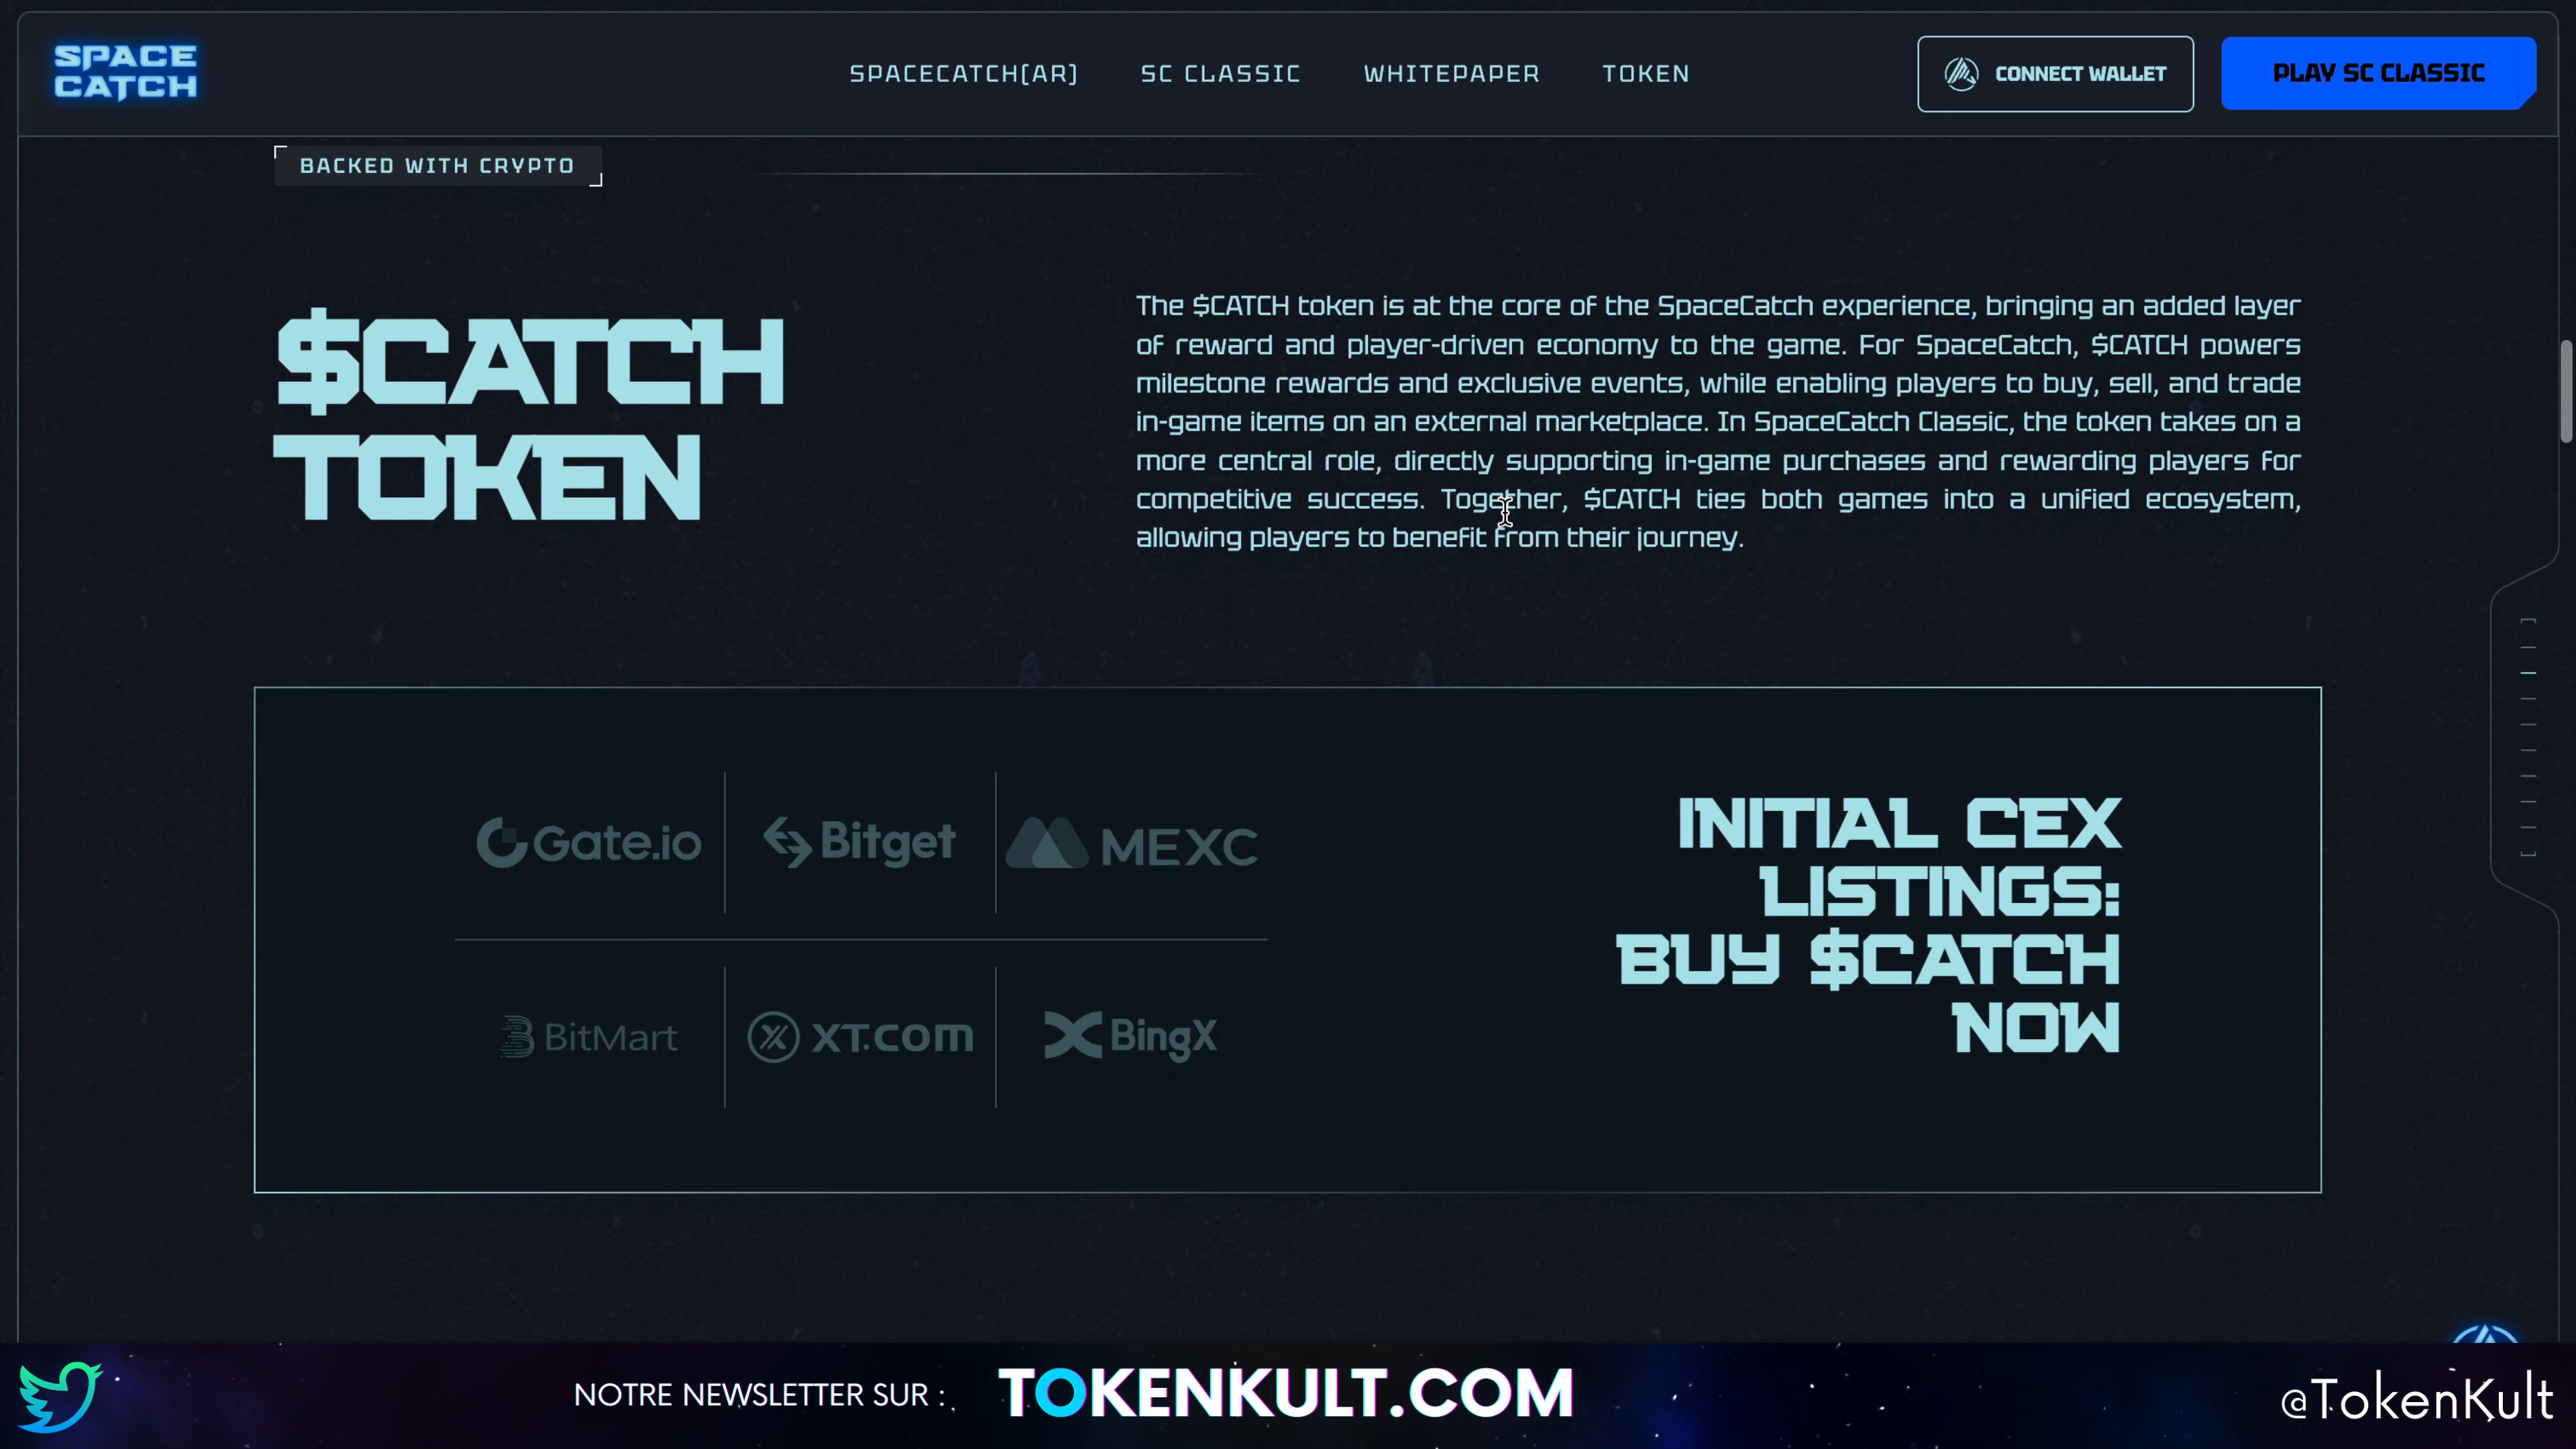 SPACE
CATCH
SPACECATCH[AR] SC CLASSIC WHITEPAPER TOKEN
CONNECT WALLET
PLAY SC CLASSIC
BACKED WITH CRYPTO
$CATCH
TOKEN
The $CATCH token is at the core of the SpaceCatch experience, bringing an added layer
of reward and player-driven economy to the game. For SpaceCatch, $CATCH powers
milestone rewards and exclusive events, while enabling players to buy, sell, and trade
in-game items on an external marketplace. In SpaceCatch Classic, the token takes on a
more central role, directly supporting in-game purchases and rewarding players for
competitive success. Together, $CATCH ties both games into a unified ecosystem,
allowing players to benefit from their journey.
Gate.io Bitget MEXC
BitMart XT.COM BingX
INITIAL CEX
LISTINGS:
BUY $CATCH
NOW
NOTRE NEWSLETTER SUR : TOKENKULT.COM
@TokenKult